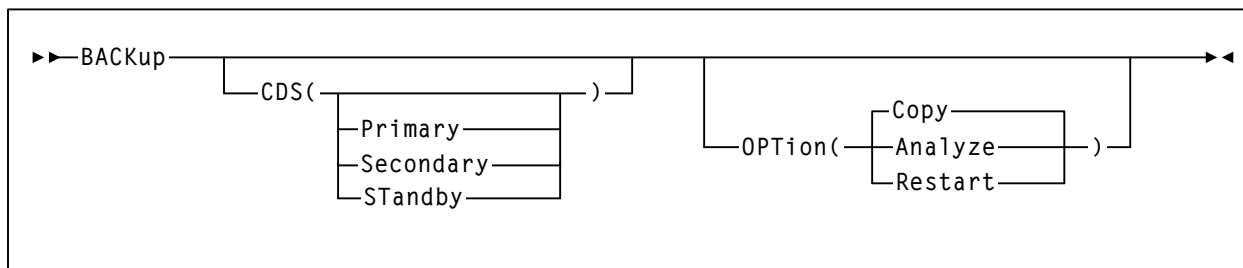 BACKup
CDS( )
Primary
Secondary
STandby
OPTion( )
Copy
Analyze
Restart